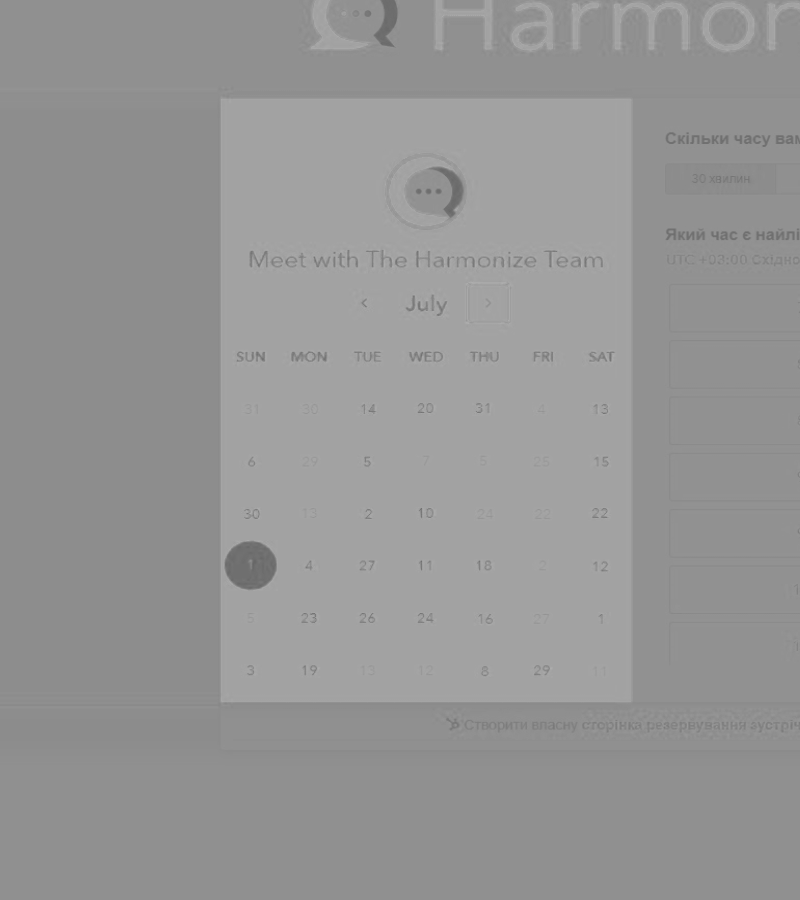 Harmon
Meet with The Harmonize Team
July
SUN MON TUE WED THU FRI SAT
31 30 14 20 31 4 13
6 29 5 7 5 25 15
30 13 2 10 24 22 22
1 4 27 11 18 2 12
5 23 26 24 16 27 1
3 19 13 12 8 29 11
Скільки часу вам
30 хвилин.
Який час є найлі
UTC +03:00 Східно
Створити власну сторінка резервування зустріч